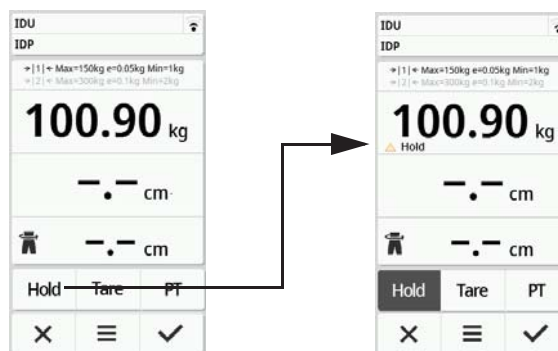 IDU
IDP
→|1|← Max=150kg e=0.05kg Min=1kg
→|2|← Max=300kg e=0.1kg Min=2kg
100.90 kg
--.-- cm
--.-- cm
Hold Tare PT
IDU
IDP
→|1|← Max=150kg e=0.05kg Min=1kg
→|2|← Max=300kg e=0.1kg Min=2kg
100.90 kg
Hold
--.-- cm
--.-- cm
Hold Tare PT